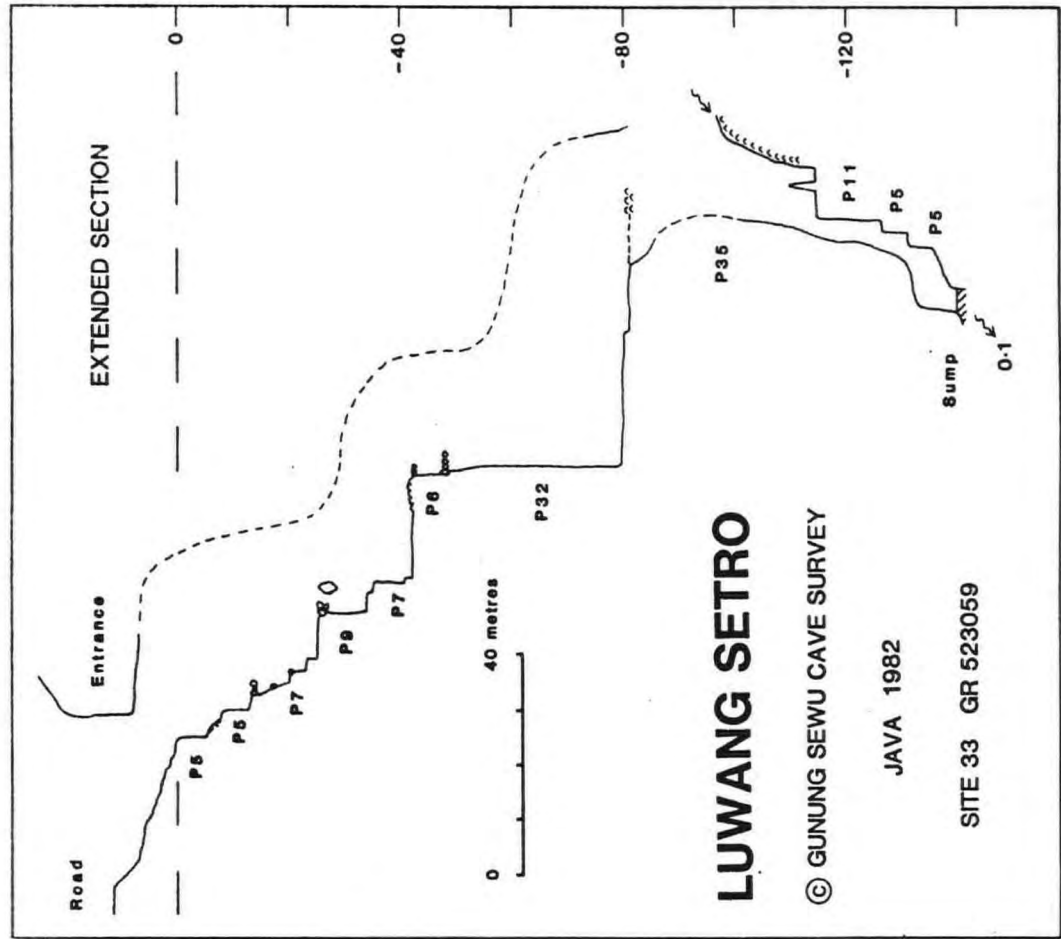 EXTENDED SECTION
0
-40
-80
-120
Road
Entrance
P5
P5
P7
P9
P7
P6
P32
P35
P11
P5
P5
Sump
0·1
0
40 metres
LUWANG SETRO
© GUNUNG SEWU CAVE SURVEY
JAVA 1982
SITE 33 GR 523059